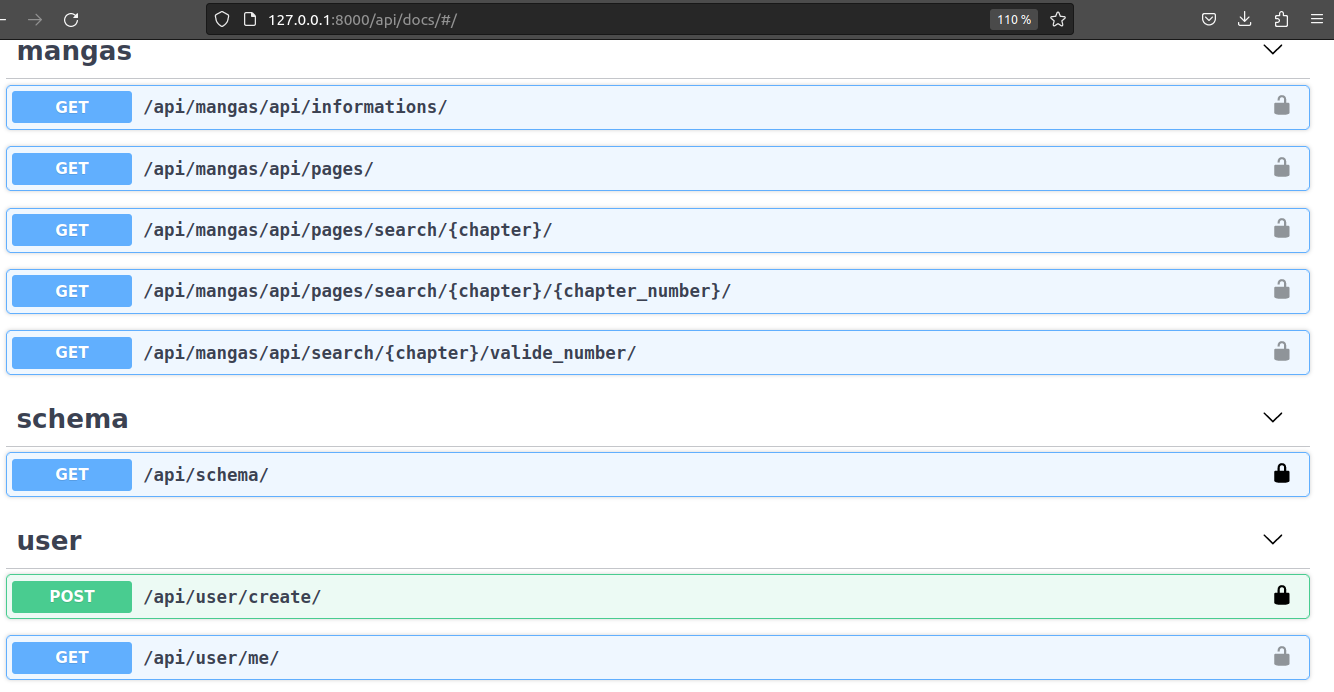 127.0.0.1:8000/api/docs/#/ 110 %
mangas
GET /api/mangas/api/informations/
GET /api/mangas/api/pages/
GET /api/mangas/api/pages/search/{chapter}/
GET /api/mangas/api/pages/search/{chapter}/{chapter_number}/
GET /api/mangas/api/search/{chapter}/valide_number/
schema
GET /api/schema/
user
POST /api/user/create/
GET /api/user/me/